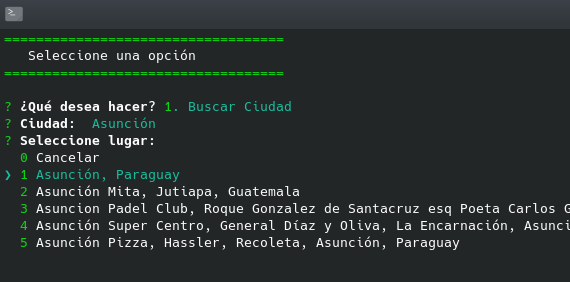 ===================================
Seleccione una opción
===================================
? ¿Qué desea hacer? 1. Buscar Ciudad
? Ciudad: Asunción
? Seleccione lugar:
0 Cancelar
❯ 1 Asunción, Paraguay
2 Asunción Mita, Jutiapa, Guatemala
3 Asuncion Padel Club, Roque Gonzalez de Santacruz esq Poeta Carlos
4 Asunción Super Centro, General Díaz y Oliva, La Encarnación,
5 Asunción Pizza, Hassler, Recoleta, Asunción, Paraguay